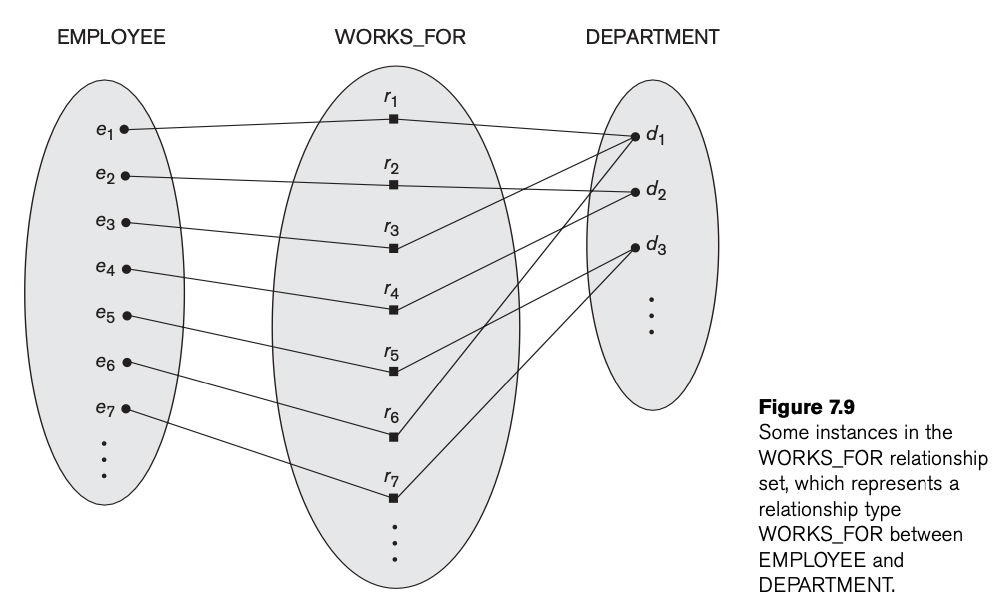 EMPLOYEE
WORKS_FOR
DEPARTMENT
e1
e2
e3
e4
e5
e6
e7
r1
r2
r3
r4
r5
r6
r7
d1
d2
d3
Figure 7.9
Some instances in the
WORKS_FOR relationship
set, which represents a
relationship type
WORKS_FOR between
EMPLOYEE and
DEPARTMENT.